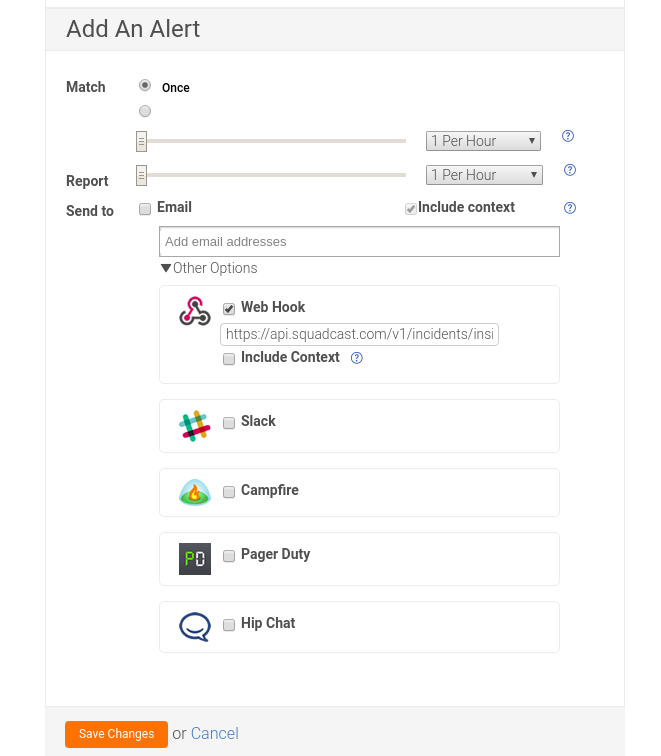 Add An Alert
Match
Once
1 Per Hour
?
Report
1 Per Hour
?
Send to
Email
Include context
?
Add email addresses
Other Options
Web Hook
https://api.squadcast.com/v1/incidents/insi
Include Context
?
Slack
Campfire
PD
Pager Duty
Hip Chat
Save Changes or Cancel